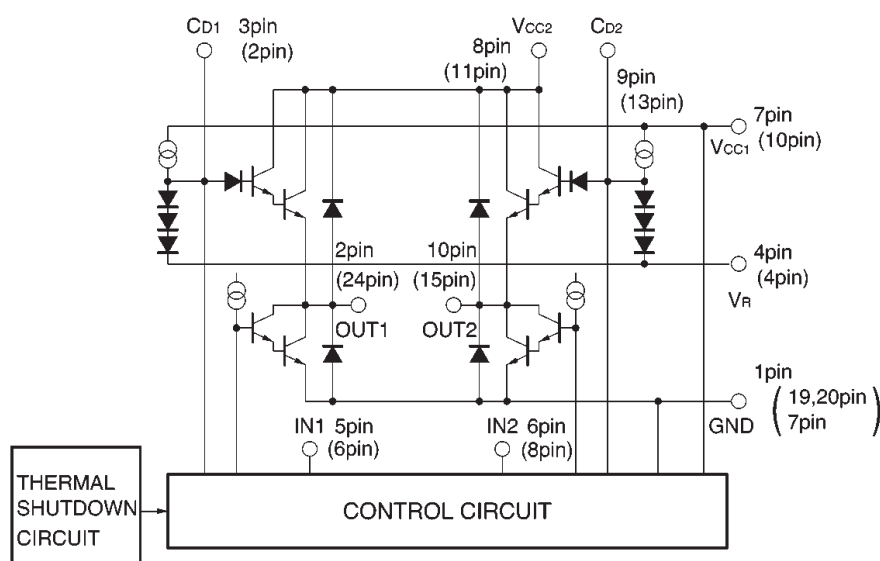 CD1 3pin
(2pin)
8pin
(11pin)
VCC2
CD2
9pin
(13pin)
7pin
(10pin)
VCC1
2pin
(24pin)
10pin
(15pin)
4pin
(4pin)
VR
OUT1
OUT2
1pin
(19,20pin
7pin)
GND
IN1 5pin
(6pin)
IN2 6pin
(8pin)
THERMAL
SHUTDOWN
CIRCUIT
CONTROL CIRCUIT